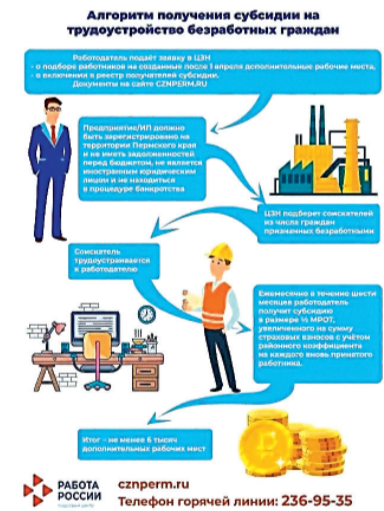 Алгоритм получения субсидии на
трудоустройство безработных граждан
Работодатель подаёт заявку в ЦЗН
- о подборе работников на созданные после 1 апреля дополнительные рабочие места,
- о включении в реестр получателей субсидии.
Документы на сайте CZNPERM.RU
Предприятие/ИП должно
быть зарегистрировано на
территории Пермского края
и не иметь задолженностей
перед бюджетом, не является
иностранным юридическим
лицом и не находиться
в процедуре банкротства
ЦЗН подберет соискателей
из числа граждан
признанных безработными
Соискатель
трудоустраивается
к работодателю
Ежемесячно в течение шести
месяцев работодатель
получит субсидию
в размере ½ МРОТ,
увеличенного на сумму
страховых взносов с учётом
районного коэффициента
на каждого вновь принятого
работника.
Итог – не менее 6 тысяч
дополнительных рабочих мест
РАБОТА
РОССИИ
cznperm.ru
Телефон горячей линии: 236-95-35